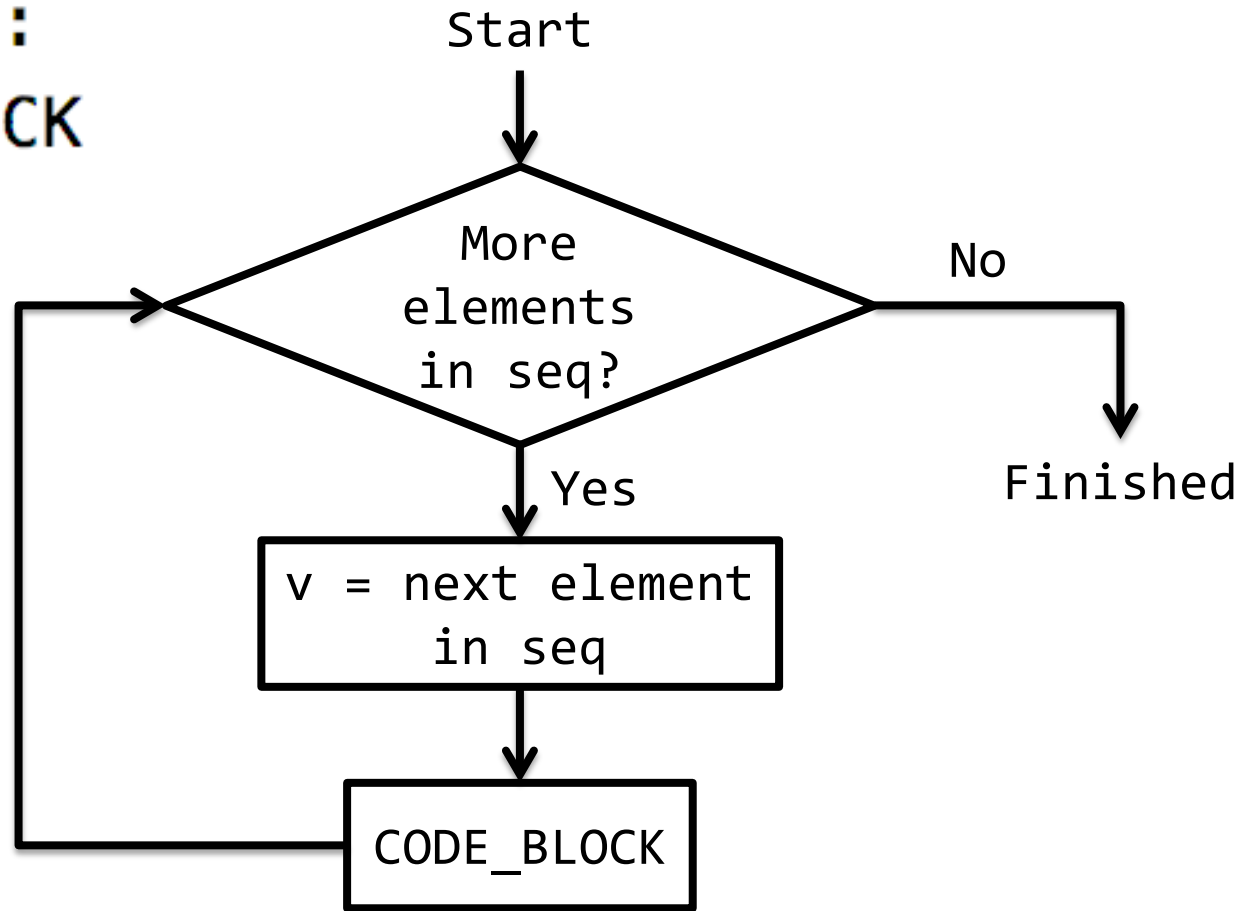 :
CK
Start
More
elements
in seq?
No
Yes
Finished
v = next element
in seq
CODE_BLOCK